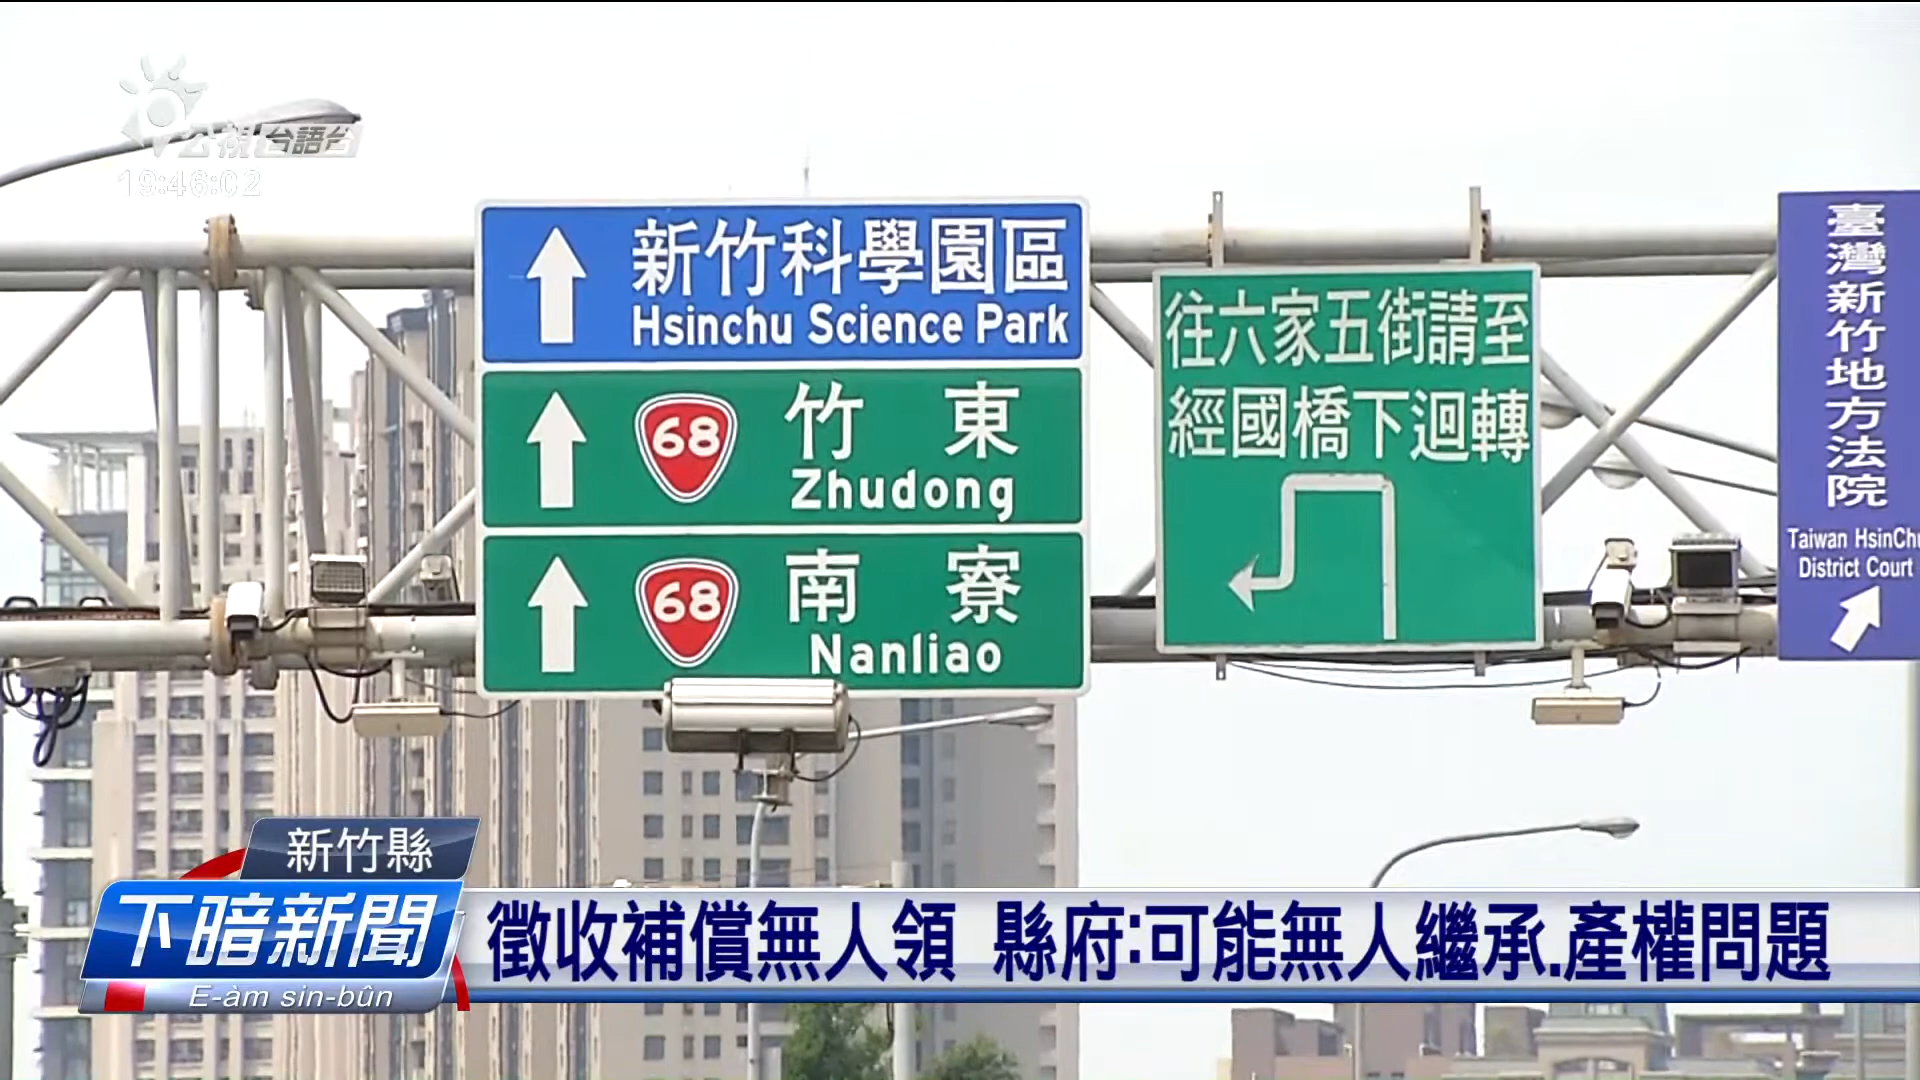 公視台語台
19:46:02
新竹科學園區
Hsinchu Science Park
68 竹東
Zhudong
68 南寮
Nanliao
往六家五街請至
經國橋下迴轉
臺灣新竹地方法院
Taiwan HsinChu
District Court
新竹縣
下暗新聞
E-àm sin-bûn
徵收補償無人領 縣府:可能無人繼承.產權問題